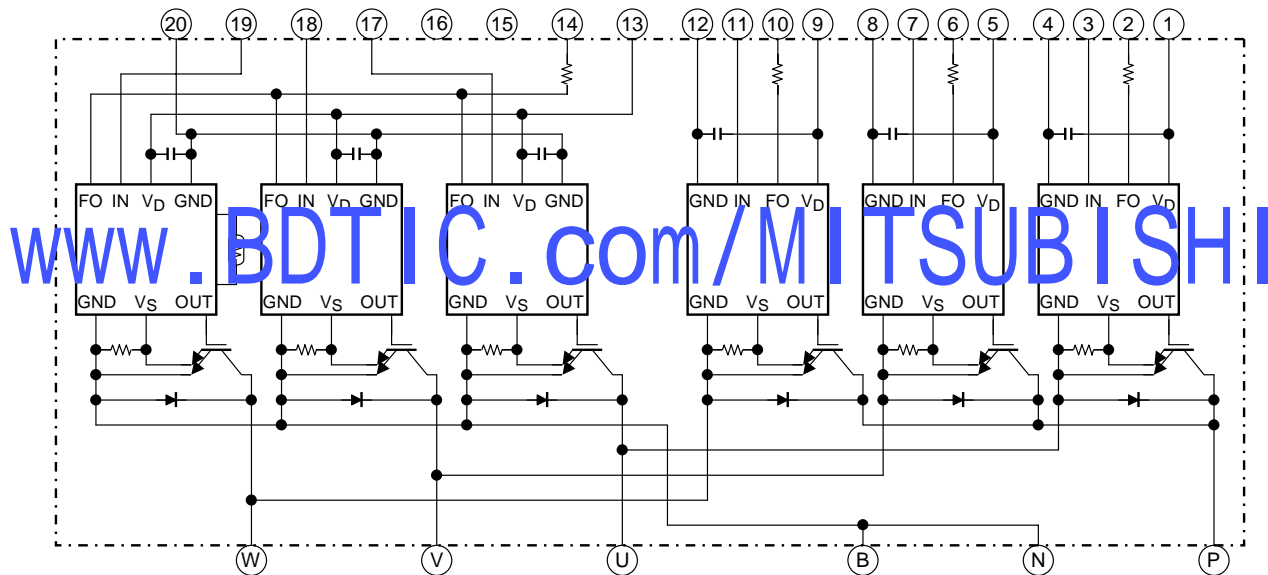 20 19 18 17 16 15 14 13 12 11 10 9 8 7 6 5 4 3 2 1
FO IN VD GND FO IN VD GND FO IN VD GND GND IN FO VD GND IN FO VD GND IN FO VD
www.BDTIC.com/MITSUBISHI
GND VS OUT GND VS OUT GND VS OUT GND VS OUT GND VS OUT GND VS OUT
W V U B N P